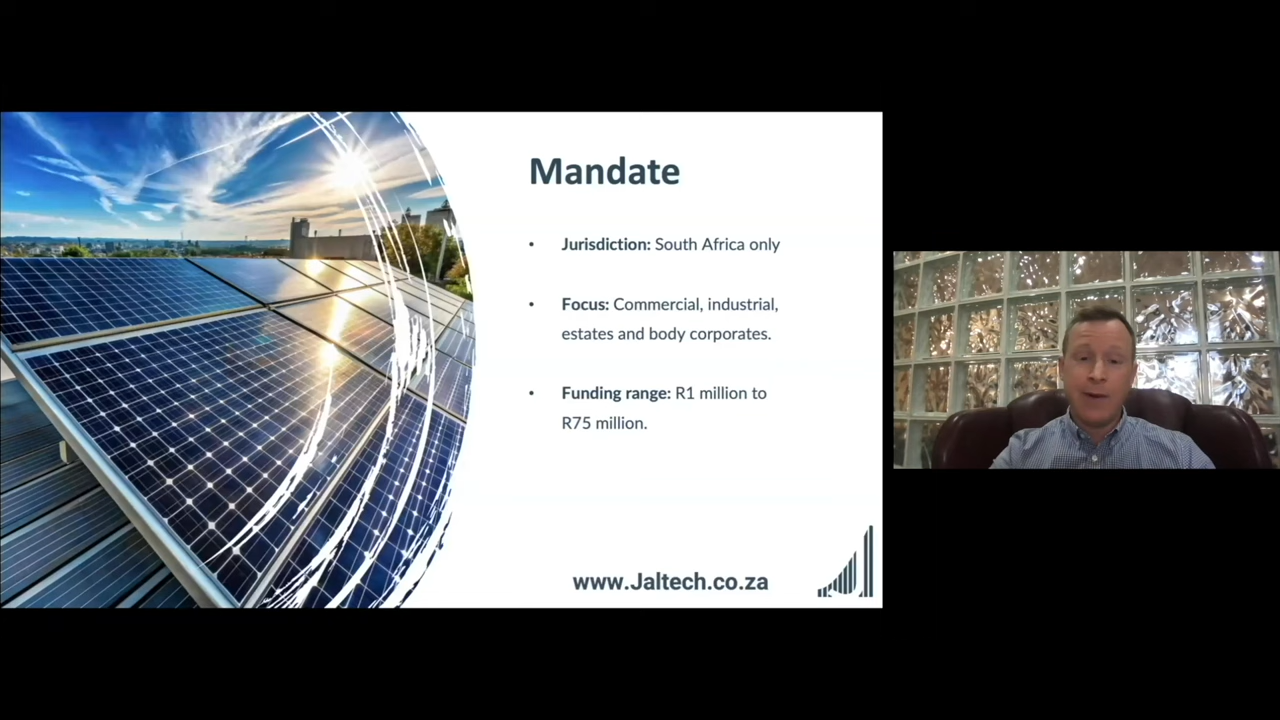 Mandate
• Jurisdiction: South Africa only
• Focus: Commercial, industrial,
estates and body corporates.
• Funding range: R1 million to
R75 million.
www.Jaltech.co.za